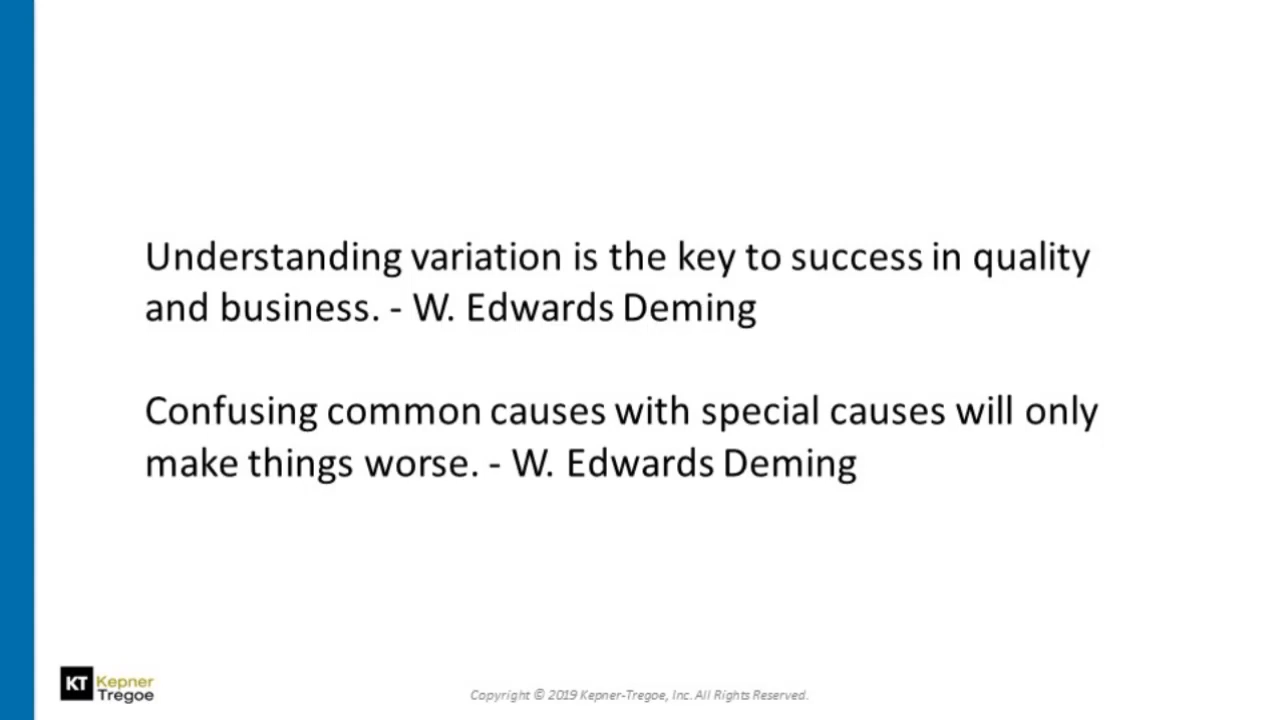 Understanding variation is the key to success in quality
and business. - W. Edwards Deming
Confusing common causes with special causes will only
make things worse. - W. Edwards Deming
KT Kepner
Tregoe
Copyright © 2019 Kepner-Tregoe, Inc. All Rights Reserved.